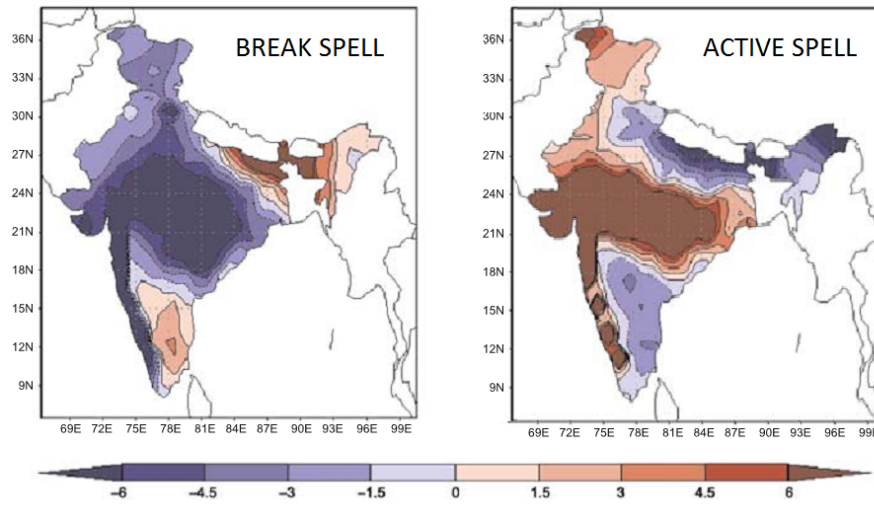 BREAK SPELL
36N
33N
30N
27N
24N
21N
18N
15N
12N
9N
69E 72E 75E 78E 81E 84E 87E 90E 93E 96E 99E
ACTIVE SPELL
36N
33N
30N
27N
24N
21N
18N
15N
12N
9N
69E 72E 75E 78E 81E 84E 87E 90E 93E 96E 99E
−6 −4.5 −3 −1.5 0 1.5 3 4.5 6